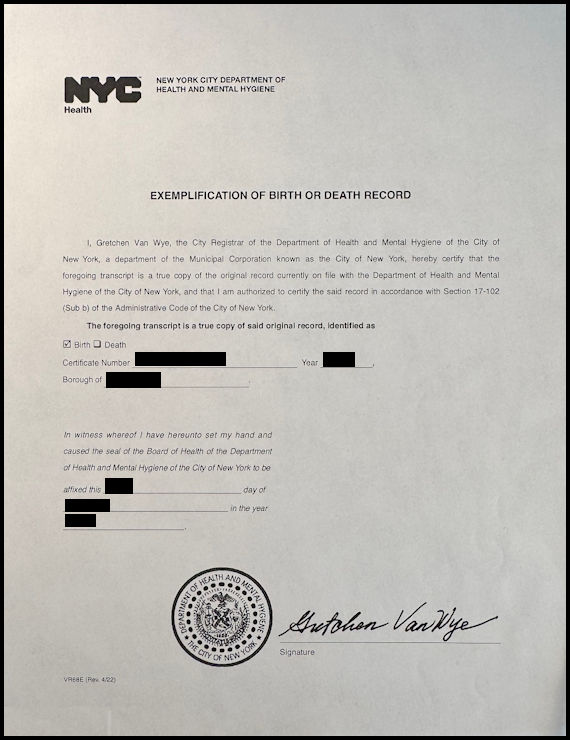 NYC
Health
NEW YORK CITY DEPARTMENT OF
HEALTH AND MENTAL HYGIENE
EXEMPLIFICATION OF BIRTH OR DEATH RECORD
I, Gretchen Van Wye, the City Registrar of the Department of Health and Mental Hygiene of the City of
New York, a department of the Municipal Corporation known as the City of New York, hereby certify that the
foregoing transcript is a true copy of the original record currently on file with the Department of Health and Mental
Hygiene of the City of New York, and that I am authorized to certify the said record in accordance with Section 17-102
(Sub b) of the Administrative Code of the City of New York.
The foregoing transcript is a true copy of said original record, identified as
☑ Birth ☐ Death
Certificate Number Year ,
Borough of .
In witness whereof I have hereunto set my hand and
caused the seal of the Board of Health of the Department
of Health and Mental Hygiene of the City of New York to be
affixed this day of
in the year
.
DEPARTMENT OF HEALTH AND MENTAL HYGIENE
THE CITY OF NEW YORK
Gretchen Van Wye
Signature
VR68E (Rev. 4/22)